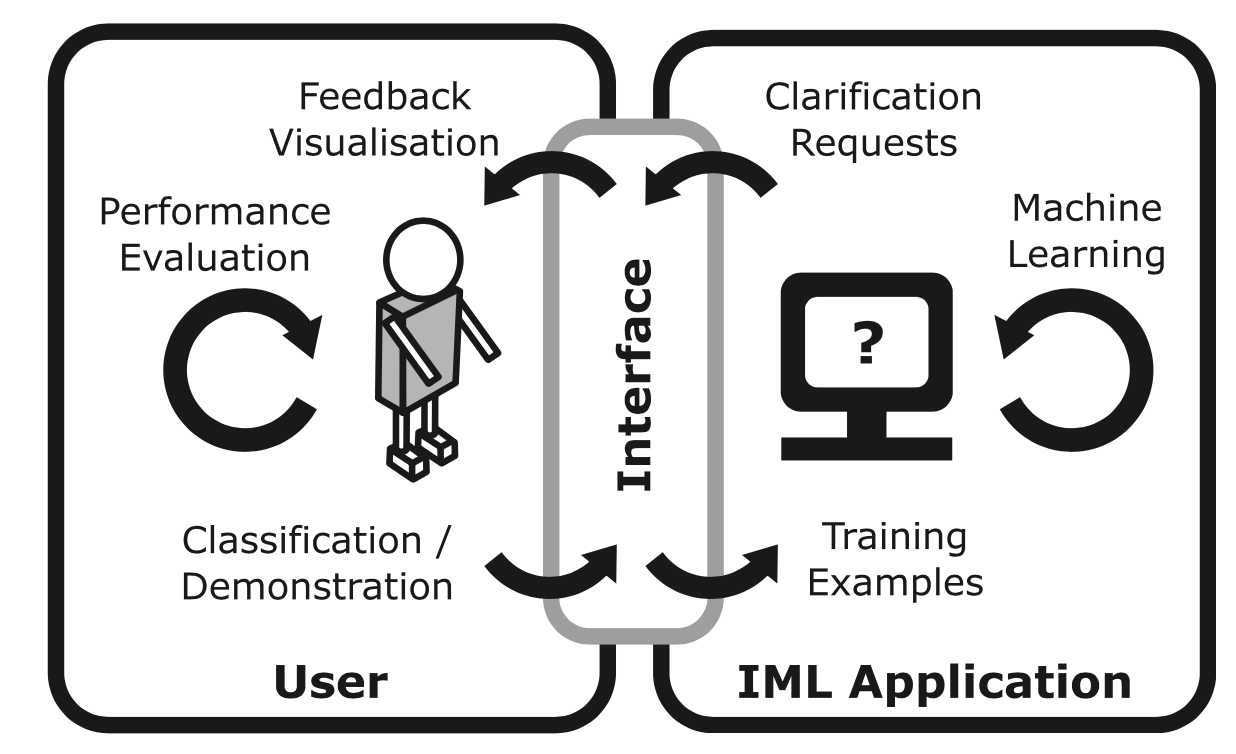 Feedback
Visualisation
Performance
Evaluation
Classification /
Demonstration
User
Interface
Clarification
Requests
Machine
Learning
?
Training
Examples
IML Application